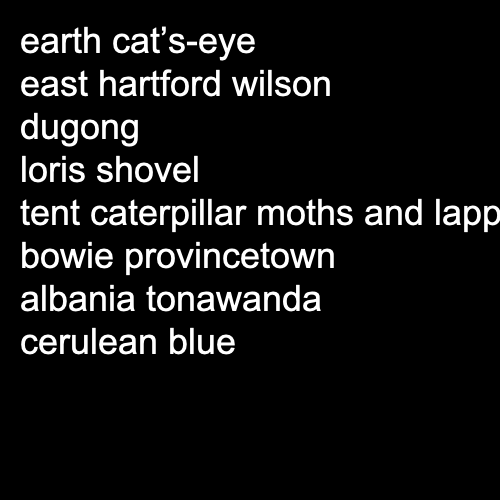 earth cat’s-eye
east hartford wilson
dugong
loris shovel
tent caterpillar moths and lapp
bowie provincetown
albania tonawanda
cerulean blue